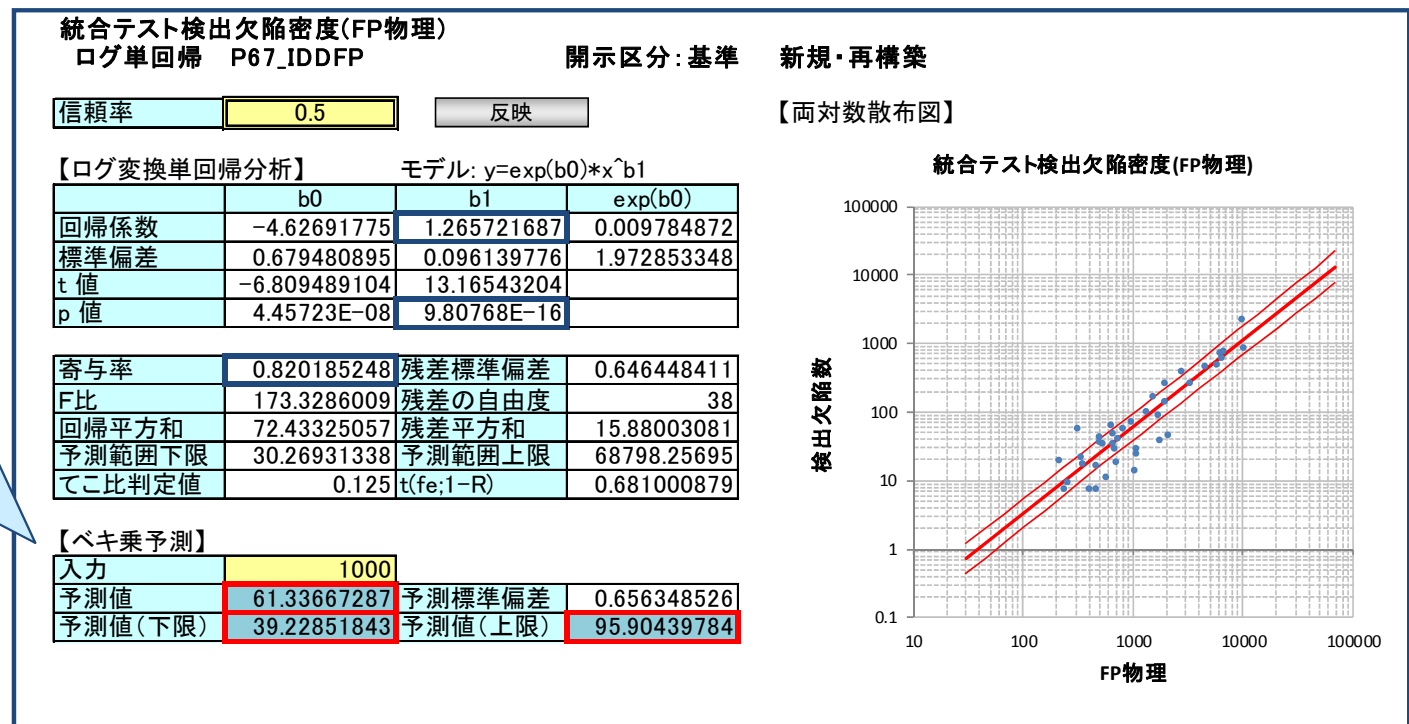 統合テスト検出欠陥密度(FP物理)
ログ単回帰 P67_IDDFP 開示区分:基準 新規・再構築
信頼率 0.5 反映
【両対数散布図】
【ログ変換単回帰分析】 モデル: y=exp(b0)*x^b1
b0 b1 exp(b0)
回帰係数 -4.62691775 1.265721687 0.009784872
標準偏差 0.679480895 0.096139776 1.972853348
t 値 -6.809489104 13.16543204
p 値 4.45723E-08 9.80768E-16
寄与率 0.820185248 残差標準偏差 0.646448411
F比 173.3286009 残差の自由度 38
回帰平方和 72.43325057 残差平方和 15.88003081
予測範囲下限 30.26931338 予測範囲上限 68798.25695
てこ比判定値 0.125 t(fe;1-R) 0.681000879
【ベキ乗予測】
入力 1000
予測値 61.33667287 予測標準偏差 0.656348526
予測値(下限) 39.22851843 予測値(上限) 95.90439784
統合テスト検出欠陥密度(FP物理)
検出欠陥数
100000
10000
1000
100
10
1
0.1
10 100 1000 10000 100000
FP物理